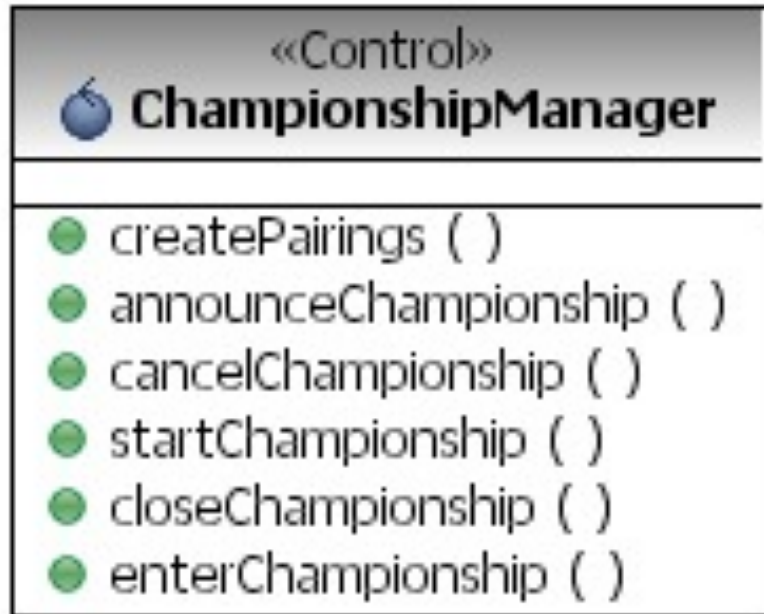 «Control»
ChampionshipManager
createPairings ( )
announceChampionship ( )
cancelChampionship ( )
startChampionship ( )
closeChampionship ( )
enterChampionship ( )